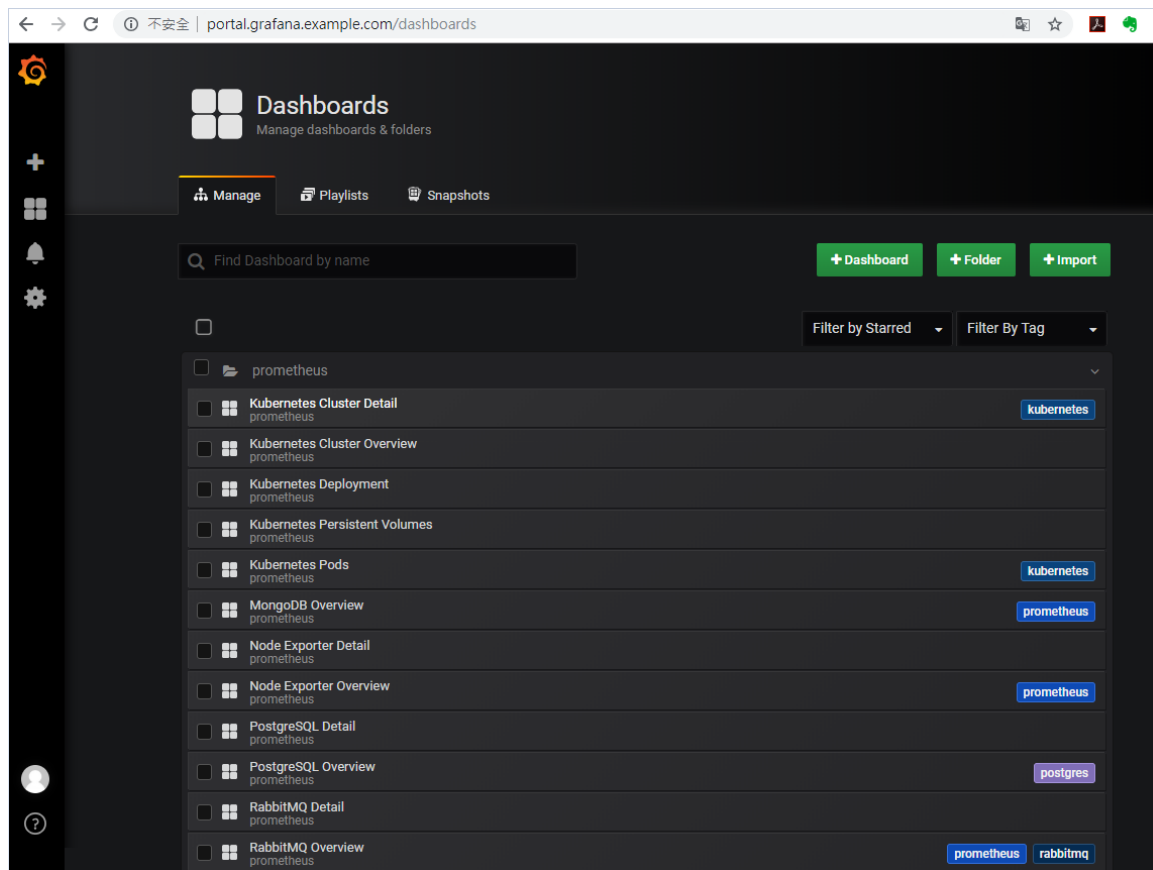 不安全 | portal.grafana.example.com/dashboards
Dashboards
Manage dashboards & folders
Manage Playlists Snapshots
Find Dashboard by name
+Dashboard +Folder +Import
Filter by Starred Filter By Tag
prometheus
Kubernetes Cluster Detail
prometheus
kubernetes
Kubernetes Cluster Overview
prometheus
Kubernetes Deployment
prometheus
Kubernetes Persistent Volumes
prometheus
Kubernetes Pods
prometheus
kubernetes
MongoDB Overview
prometheus
prometheus
Node Exporter Detail
prometheus
Node Exporter Overview
prometheus
prometheus
PostgreSQL Detail
prometheus
PostgreSQL Overview
prometheus
postgres
RabbitMQ Detail
prometheus
RabbitMQ Overview
prometheus
prometheus rabbitmq